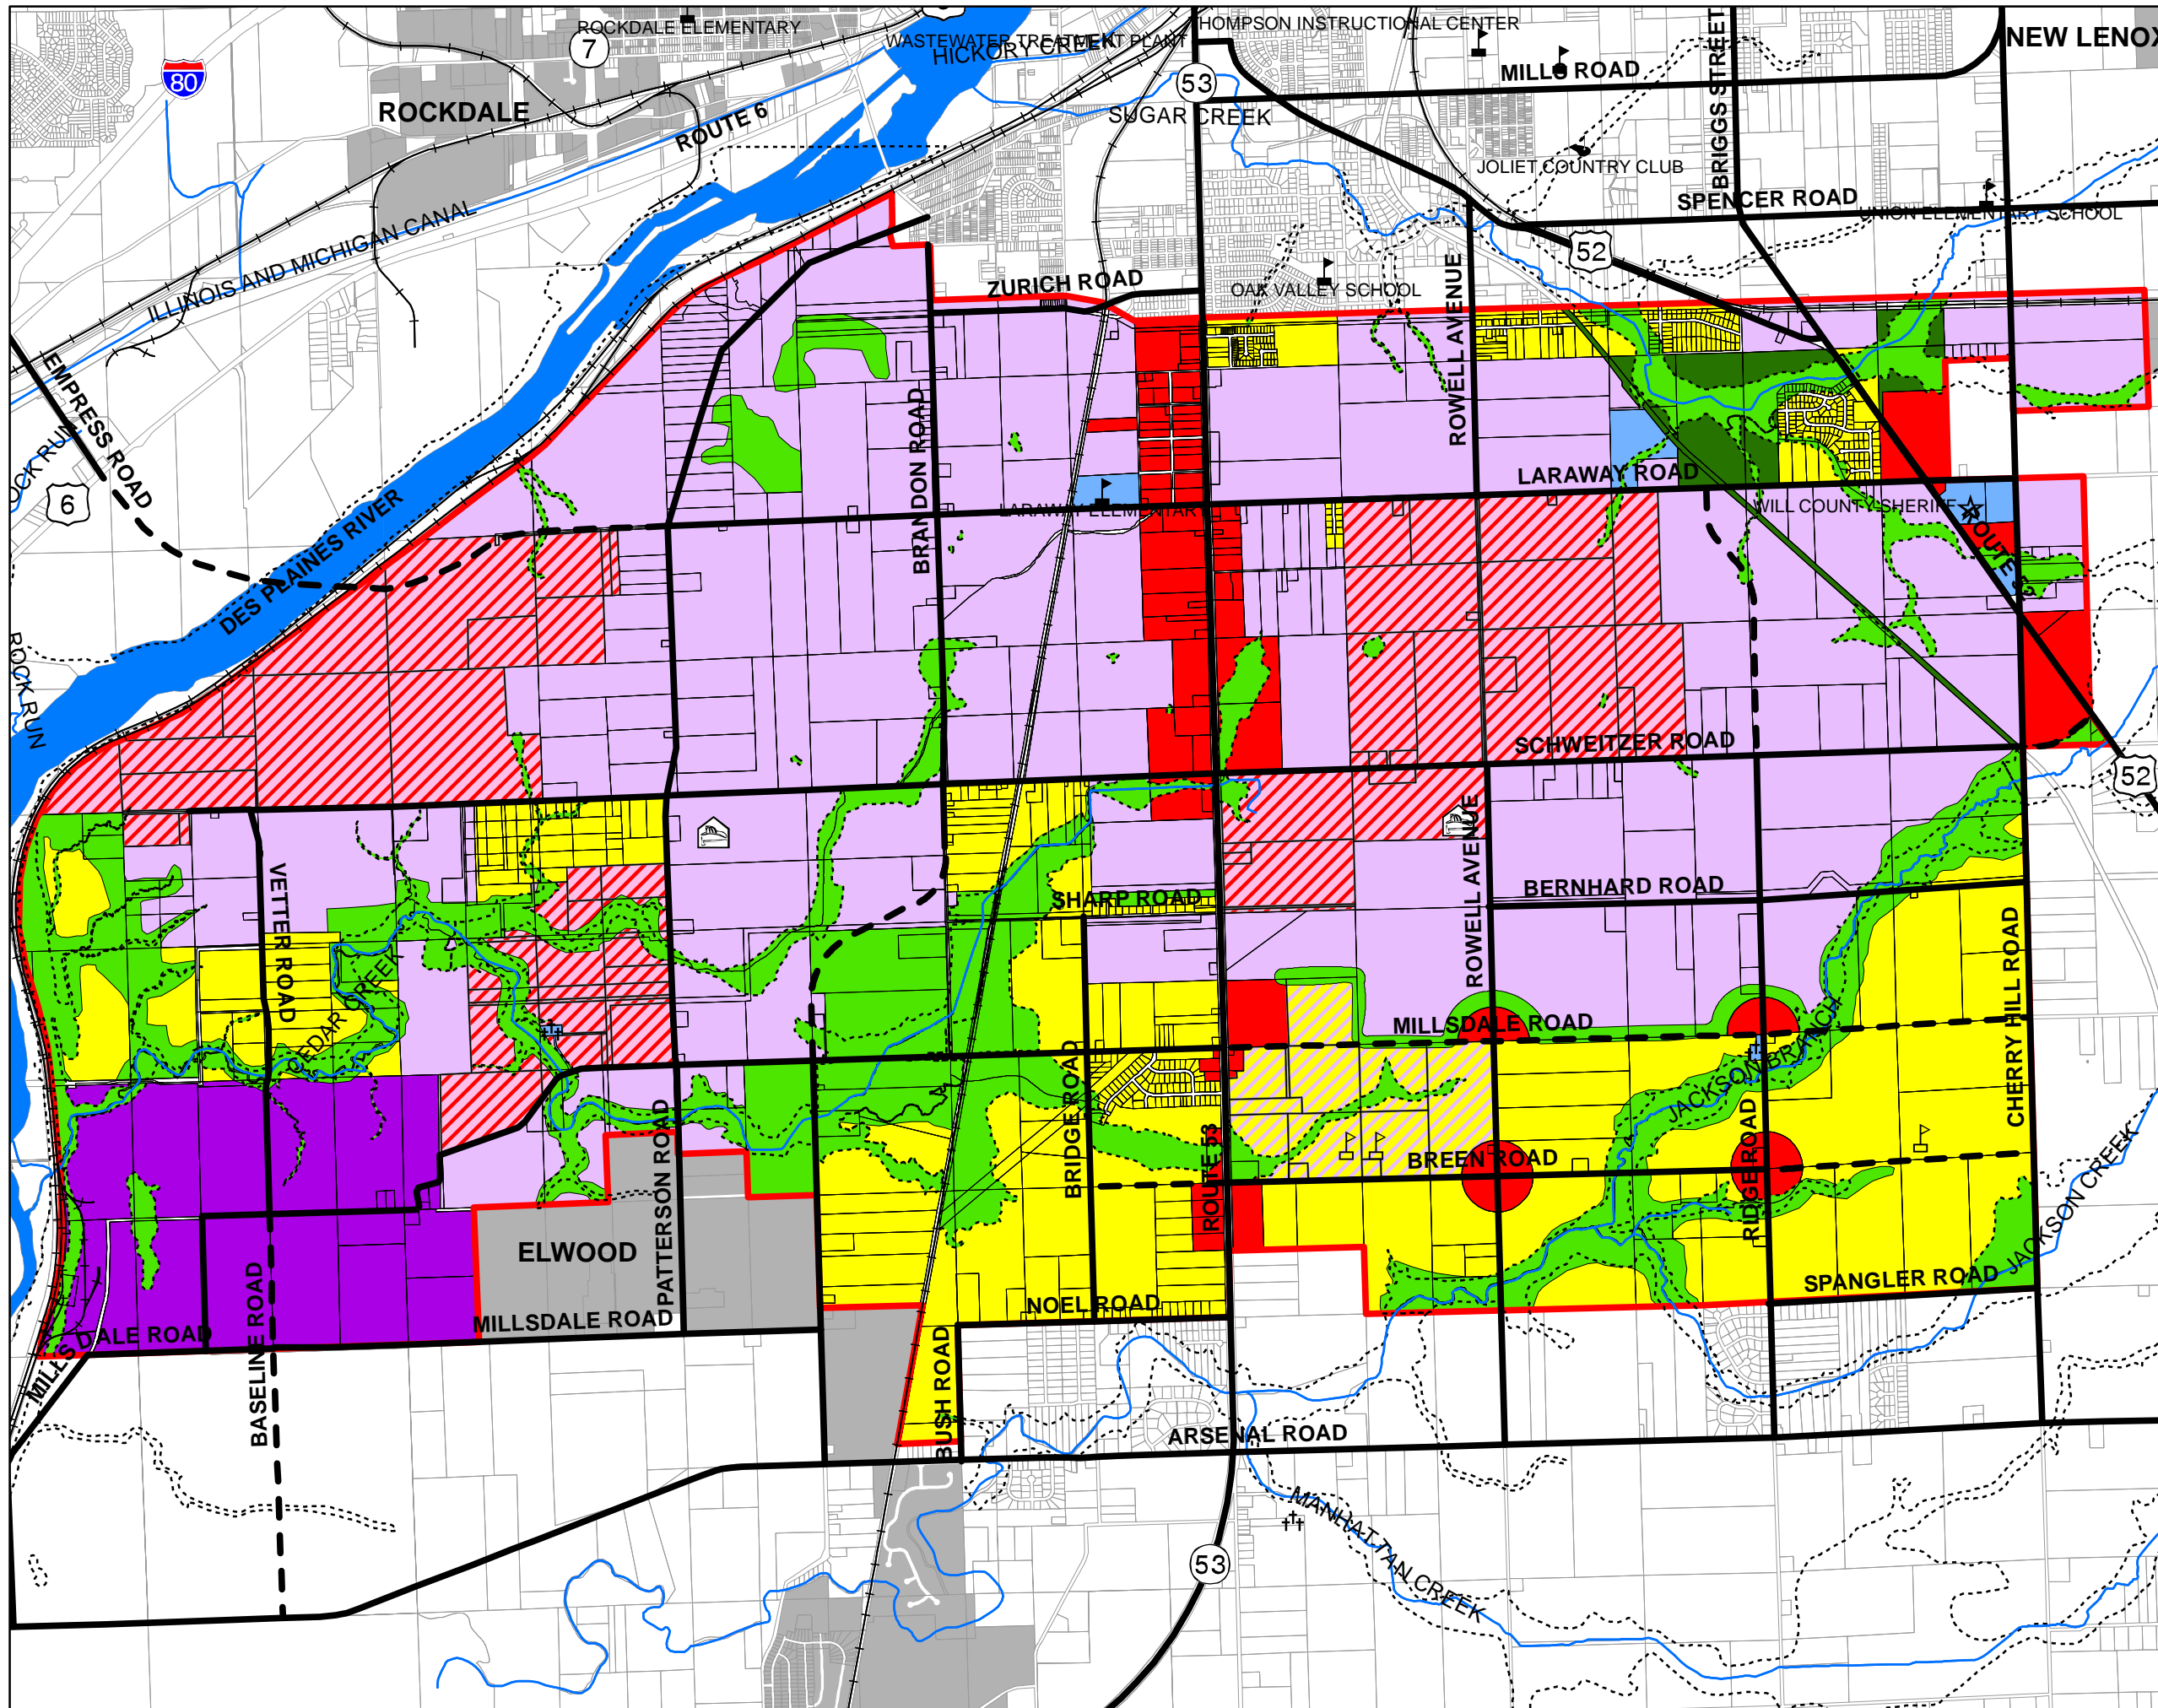 ROCKDALE ELEMENTARY
THOMPSON INSTRUCTIONAL CENTER
7
WASTEWATER TREATMENT PLANT
HICKORY CREEK
NEW LENOX
80
53
MILLS ROAD
BRIGGS STREET
ROCKDALE
ROUTE 6
SUGAR CREEK
JOLIET COUNTRY CLUB
SPENCER ROAD
UNION ELEMENTARY SCHOOL
ILLINOIS AND MICHIGAN CANAL
52
ZURICH ROAD
OAK VALLEY SCHOOL
ROWELL AVENUE
EMPRESS ROAD
BRANDON ROAD
OCK RUN
6
LARAWAY ROAD
LARAWAY ELEMENTAR
WILL COUNTY SHERIFF
ROUTE 52
DES PLAINES RIVER
ROCK RUN
SCHWEITZER ROAD
52
ROWELL AVENUE
VETTER ROAD
SHARP ROAD
BERNHARD ROAD
CEDAR CREEK
CHERRY HILL ROAD
MILLSDALE ROAD
JACKSON BRANCH
BRIDGE ROAD
PATTERSON ROAD
ROUTE 53
BREEN ROAD
RIDGE ROAD
JACKSON CREEK
ELWOOD
BASELINE ROAD
SPANGLER ROAD
NOEL ROAD
MILLSDALE ROAD
MILLSDALE ROAD
BUSH ROAD
ARSENAL ROAD
MANHATTAN CREEK
53